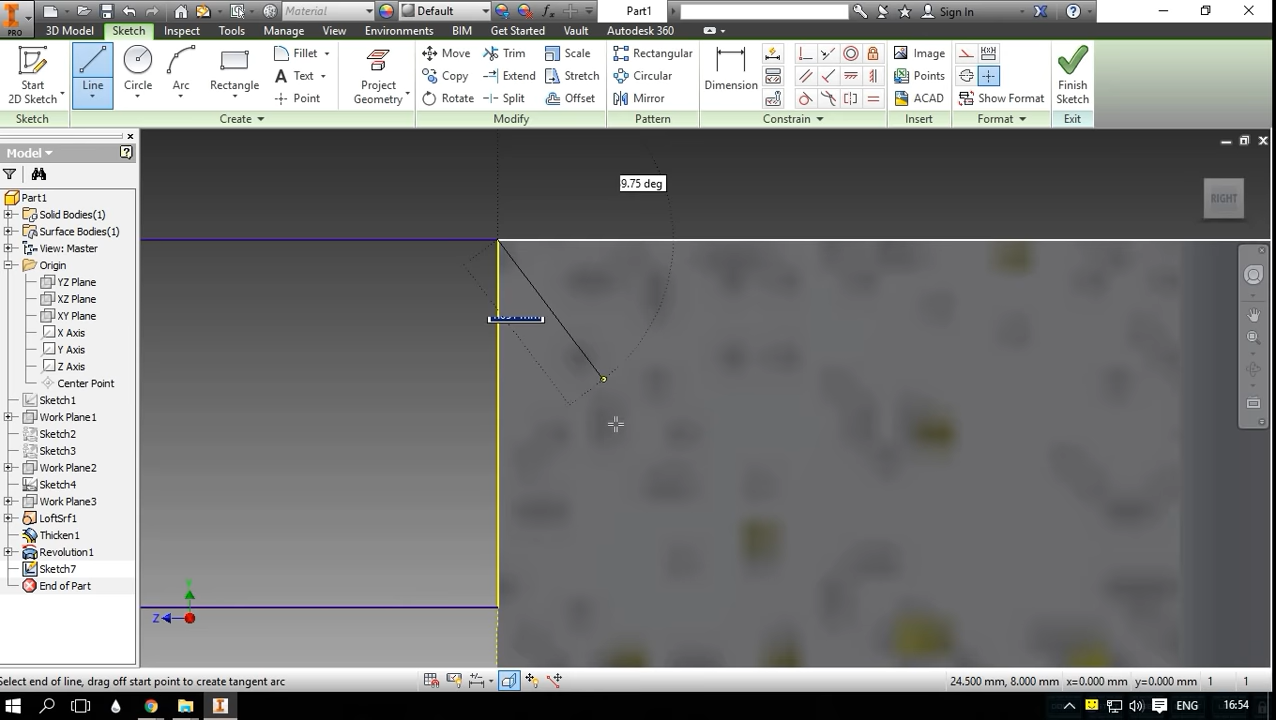 PRO
Material
Default
Part1
Sign In
3D Model
Sketch
Inspect
Tools
Manage
View
Environments
BIM
Get Started
Vault
Autodesk 360
Start
2D Sketch
Line
Circle
Arc
Rectangle
Fillet
Text
Point
Project
Geometry
Move
Copy
Rotate
Trim
Extend
Split
Scale
Stretch
Offset
Rectangular
Circular
Mirror
Dimension
Image
Points
ACAD
Show Format
Finish
Sketch
Sketch
Create
Modify
Pattern
Constrain
Insert
Format
Exit
Model
Part1
Solid Bodies(1)
Surface Bodies(1)
View: Master
Origin
YZ Plane
XZ Plane
XY Plane
X Axis
Y Axis
Z Axis
Center Point
Sketch1
Work Plane1
Sketch2
Sketch3
Work Plane2
Sketch4
Work Plane3
LoftSrf1
Thicken1
Revolution1
Sketch7
End of Part
9.75 deg
RIGHT
Y
Z
Select end of line, drag off start point to create tangent arc
24.500 mm, 8.000 mm
x=0.000 mm
y=0.000 mm
1
1
ENG
16:54